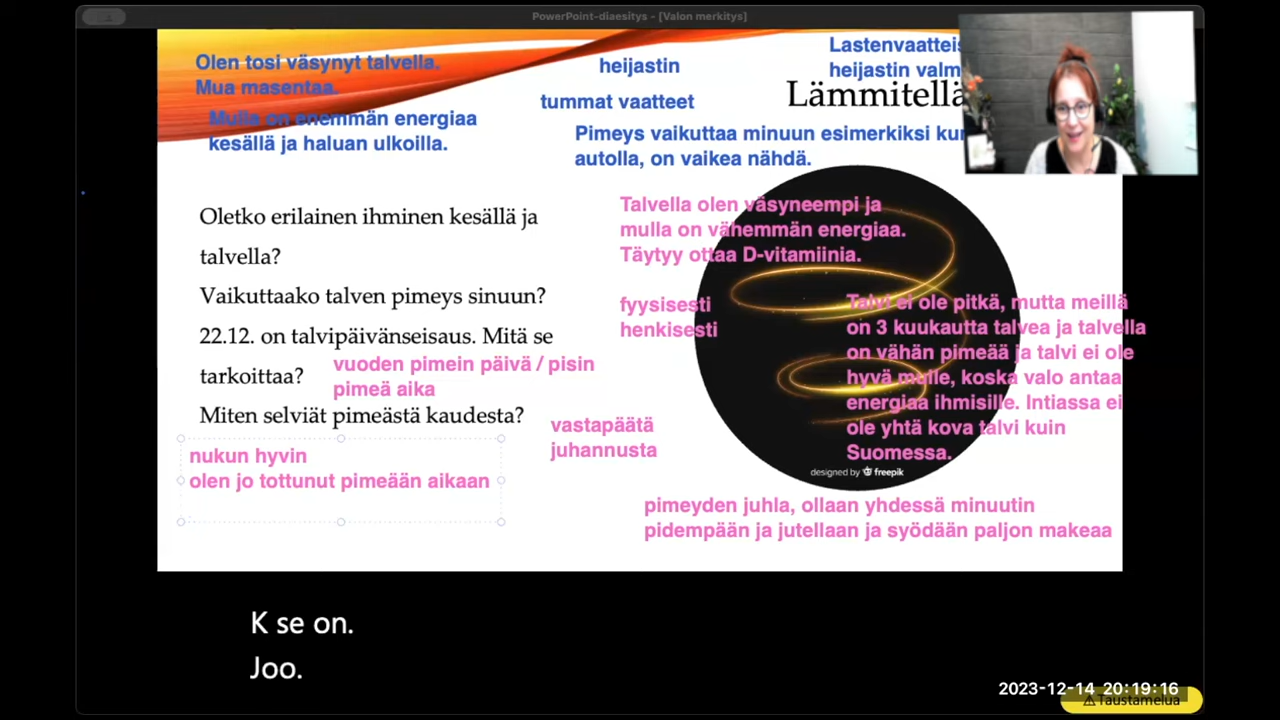 PowerPoint-diaesitys - [Valon merkitys]
Olen tosi väsynyt talvella.
Mua masentaa.
Mulla on enemmän energiaa
kesällä ja haluan ulkoilla.
heijastin
tummat vaatteet
Lastenvaatteis
heijastin valm
Lämmitellä
Pimeys vaikuttaa minuun esimerkiksi kun
autolla, on vaikea nähdä.
Oletko erilainen ihminen kesällä ja
talvella?
Vaikuttaako talven pimeys sinuun?
22.12. on talvipäivänseisaus. Mitä se
tarkoittaa?
vuoden pimein päivä / pisin
pimeä aika
Miten selviät pimeästä kaudesta?
nukun hyvin
olen jo tottunut pimeään aikaan
Talvella olen väsyneempi ja
mulla on vähemmän energiaa.
Täytyy ottaa D-vitamiinia.
fyysisesti
henkisesti
Talvi ei ole pitkä, mutta meillä
on 3 kuukautta talvea ja talvella
on vähän pimeää ja talvi ei ole
hyvä mulle, koska valo antaa
energiaa ihmisille. Intiassa ei
ole yhtä kova talvi kuin
Suomessa.
vastapäätä
juhannusta
designed by freepik
pimeyden juhla, ollaan yhdessä minuutin
pidempään ja jutellaan ja syödään paljon makeaa
K se on.
Joo.
2023-12-14 20:19:16
Taustamelua